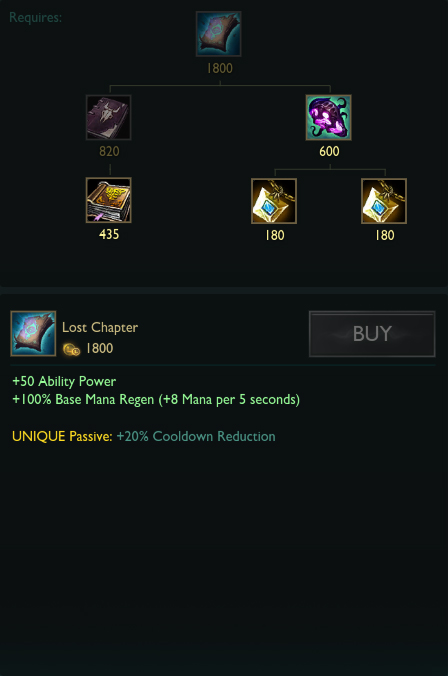 Requires:
1800
820
600
435
180
180
Lost Chapter
1800
BUY
+50 Ability Power
+100% Base Mana Regen (+8 Mana per 5 seconds)
UNIQUE Passive: +20% Cooldown Reduction